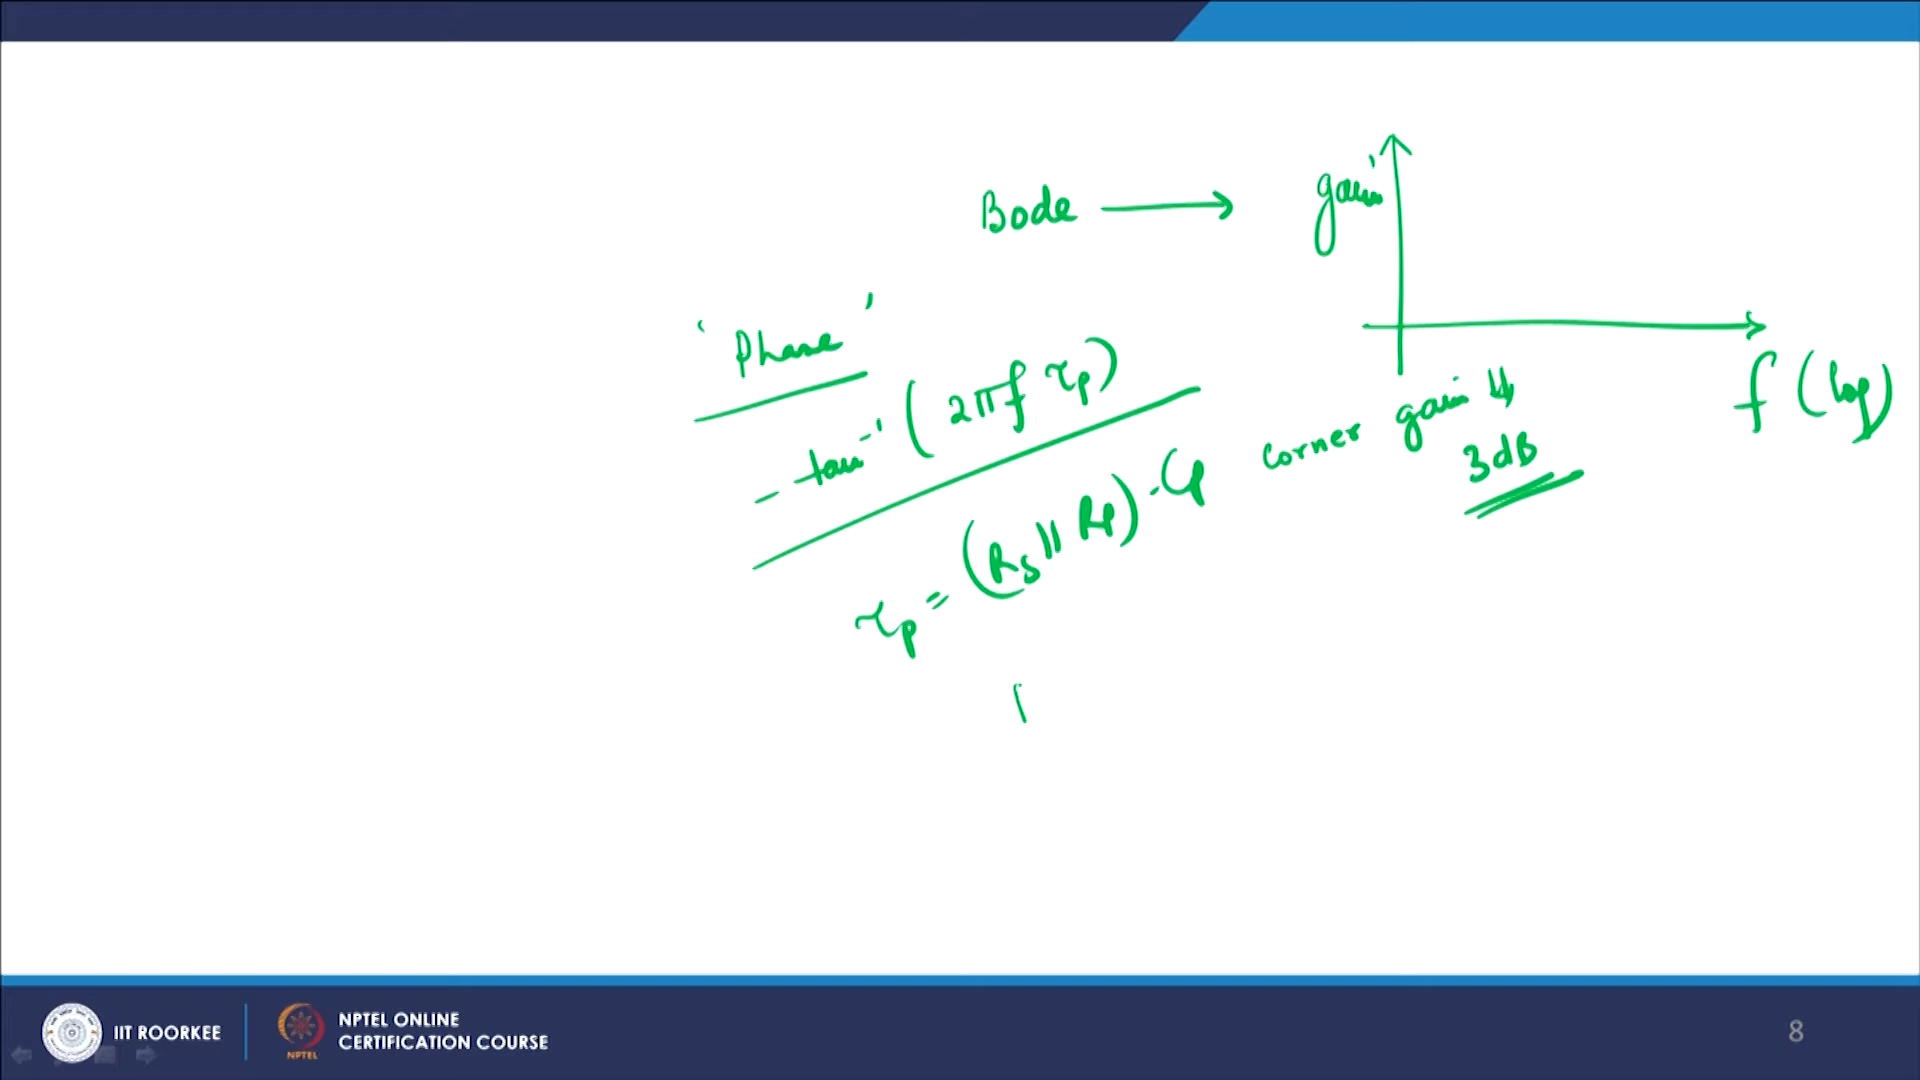 Bode → gain
'Phase'
- tan⁻¹ (2πf τp)
f (log)
corner gain ↓↓
3dB
τp = (Rs || Rp) . Cp
IIT ROORKEE
NPTEL
NPTEL ONLINE
CERTIFICATION COURSE
8